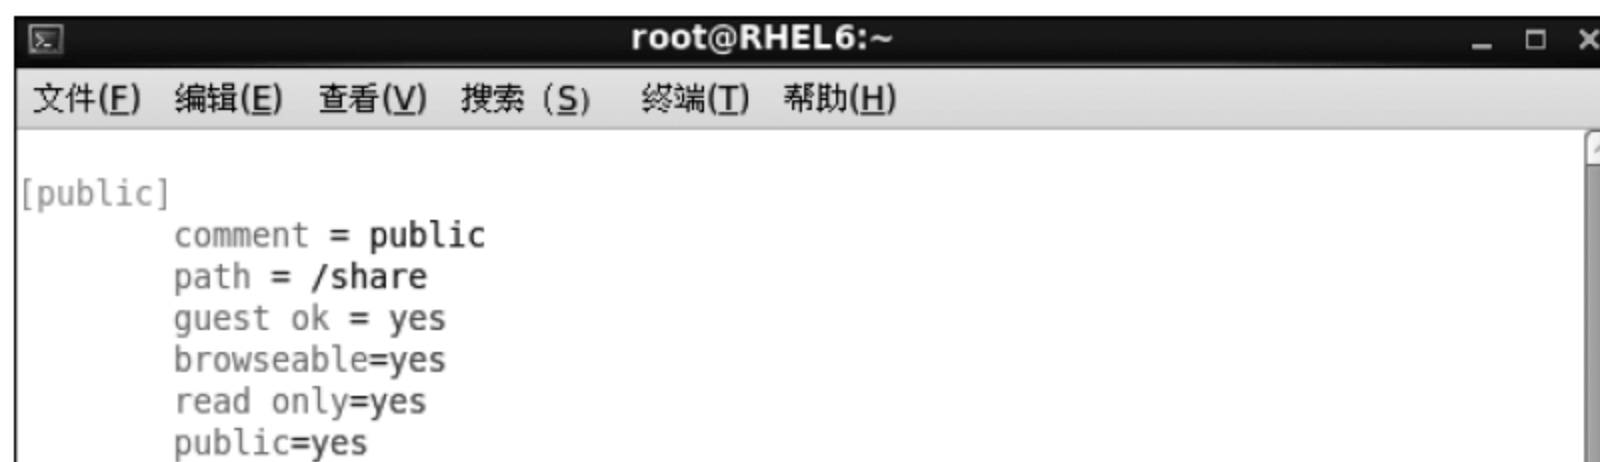 root@RHEL6:~
文件(F) 编辑(E) 查看(V) 搜索 (S) 终端(T) 帮助(H)
[public]
comment = public
path = /share
guest ok = yes
browseable=yes
read only=yes
public=yes